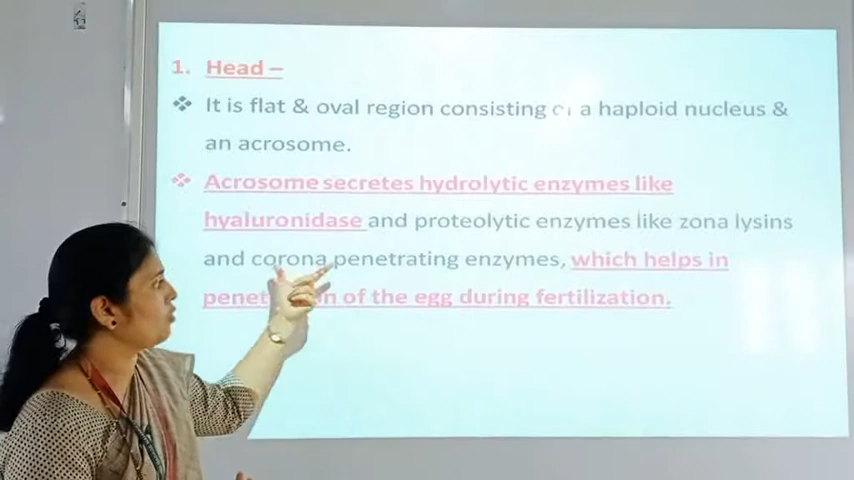 1. Head –
❖ It is flat & oval region consisting of a haploid nucleus &
an acrosome.
❖ Acrosome secretes hydrolytic enzymes like
hyaluronidase and proteolytic enzymes like zona lysins
and corona penetrating enzymes, which helps in
of the egg during fertilization.